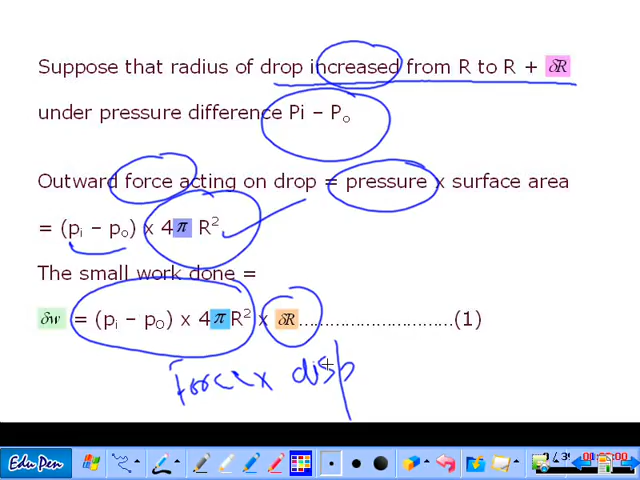 Suppose that radius of drop increased from R to R + δR
under pressure difference Pi – Po
Outward force acting on drop = pressure x surface area
= (pi – po) x 4π R²
The small work done =
δw = (pi – pO) x 4πR² x δR..............................(1)
Force x disp
Edu Pen
/ 39